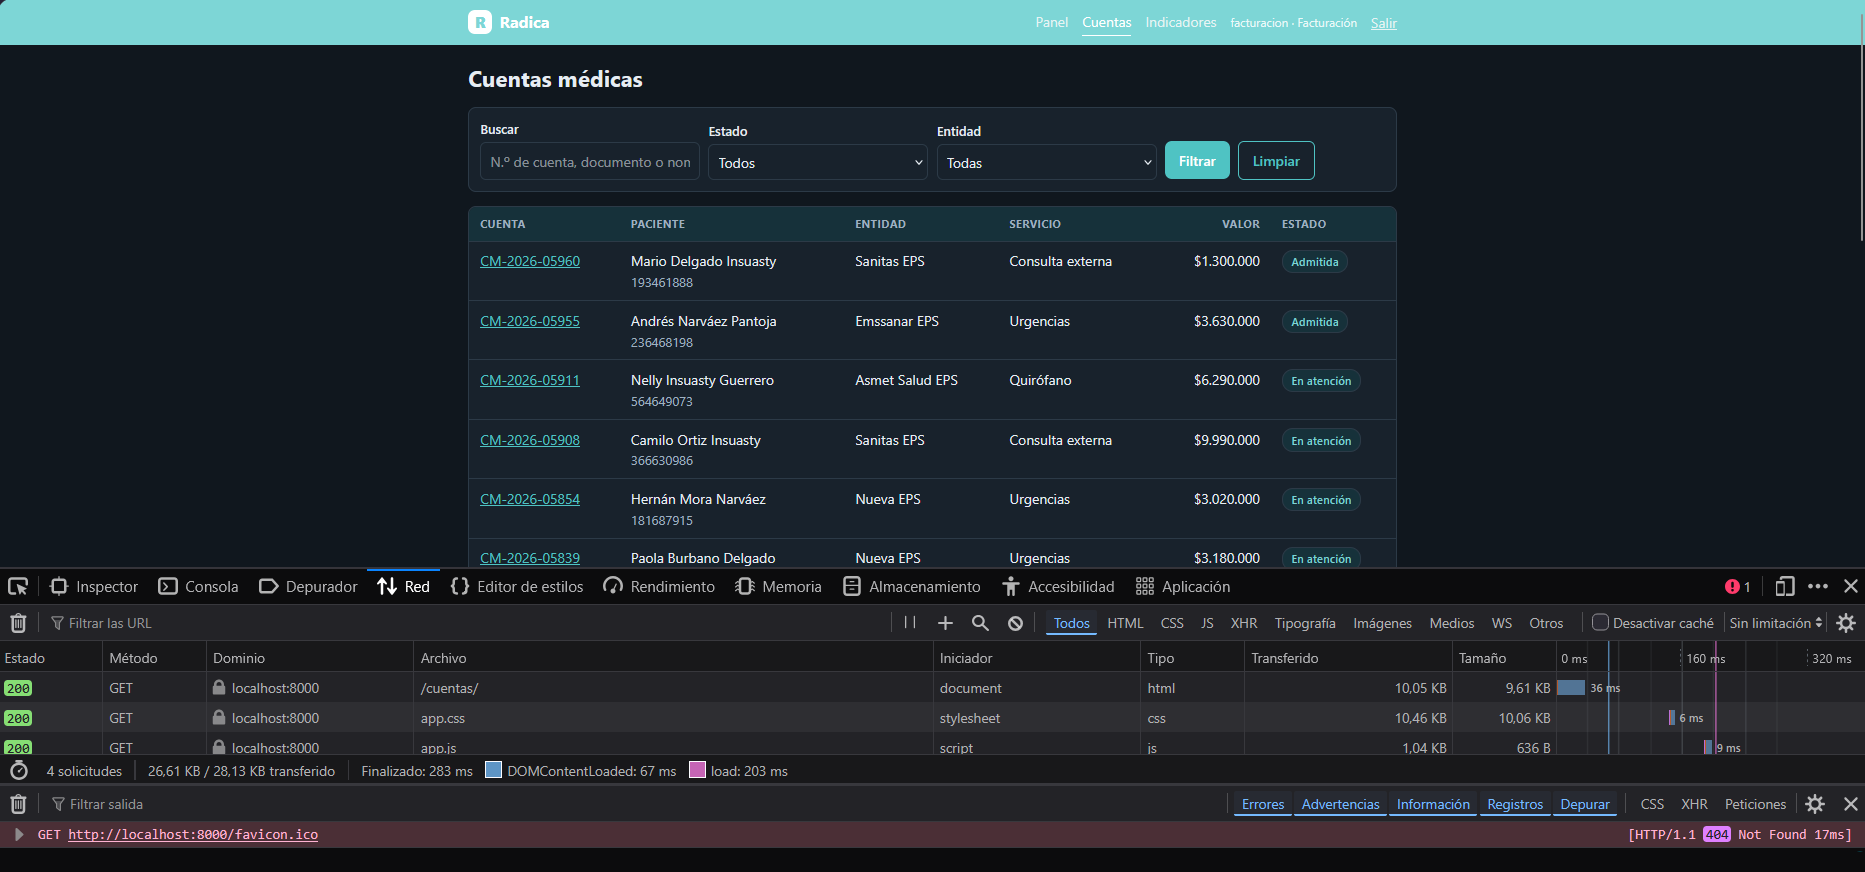 R Radica
Panel Cuentas Indicadores facturacion · Facturación Salir
Cuentas médicas
Buscar Estado Entidad
N.º de cuenta, documento o non Todos Todas Filtrar Limpiar
CUENTA PACIENTE ENTIDAD SERVICIO VALOR ESTADO
CM-2026-05960 Mario Delgado Insuasty Sanitas EPS Consulta externa $1.300.000 Admitida
193461888
CM-2026-05955 Andrés Narváez Pantoja Emssanar EPS Urgencias $3.630.000 Admitida
236468198
CM-2026-05911 Nelly Insuasty Guerrero Asmet Salud EPS Quirófano $6.290.000 En atención
564649073
CM-2026-05908 Camilo Ortiz Insuasty Sanitas EPS Consulta externa $9.990.000 En atención
366630986
CM-2026-05854 Hernán Mora Narváez Nueva EPS Urgencias $3.020.000 En atención
181687915
CM-2026-05839 Paola Burbano Delgado Nueva EPS Urgencias $3.180.000 En atención
Inspector Consola Depurador Red Editor de estilos Rendimiento Memoria Almacenamiento Accesibilidad Aplicación 1
Filtrar las URL Todos HTML CSS JS XHR Tipografía Imágenes Medios WS Otros Desactivar caché Sin limitación
Estado Método Dominio Archivo Iniciador Tipo Transferido Tamaño 0 ms 160 ms 320 ms
200 GET localhost:8000 /cuentas/ document html 10,05 KB 9,61 KB 36 ms
200 GET localhost:8000 app.css stylesheet css 10,46 KB 10,06 KB 6 ms
200 GET localhost:8000 app.js script js 1,04 KB 636 B 9 ms
4 solicitudes 26,61 KB / 28,13 KB transferido Finalizado: 283 ms DOMContentLoaded: 67 ms load: 203 ms
Filtrar salida Errores Advertencias Información Registros Depurar CSS XHR Peticiones
GET http://localhost:8000/favicon.ico [HTTP/1.1 404 Not Found 17ms]